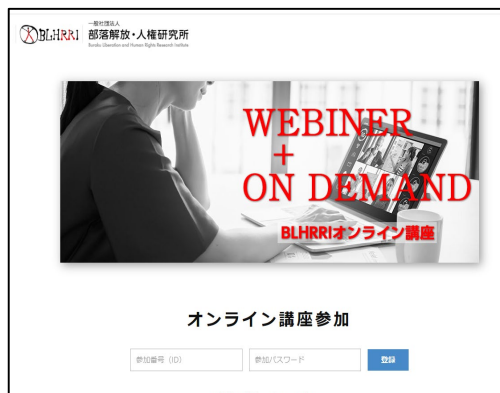 BLHRRI
一般社団法人
部落解放・人権研究所
Buraku Liberation and Human Rights Research Institute
WEBINER
+
ON DEMAND
BLHRRIオンライン講座
オンライン講座参加
参加番号（ID）
参加パスワード
登録